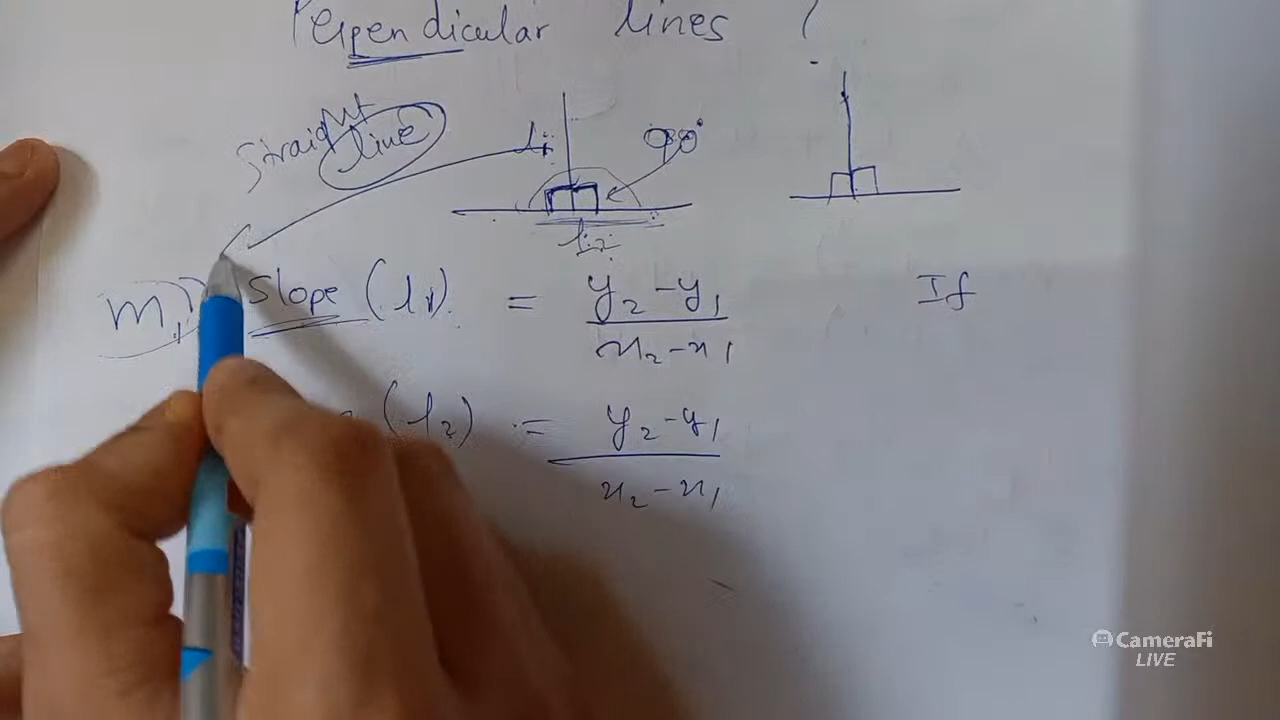 Perpendicular lines ?
straight line
l1
90°
l2
m1 slope (l1) = y2-y1 / x2-x1
If
(l2) = y2-y1 / x2-x1
CameraFi
LIVE